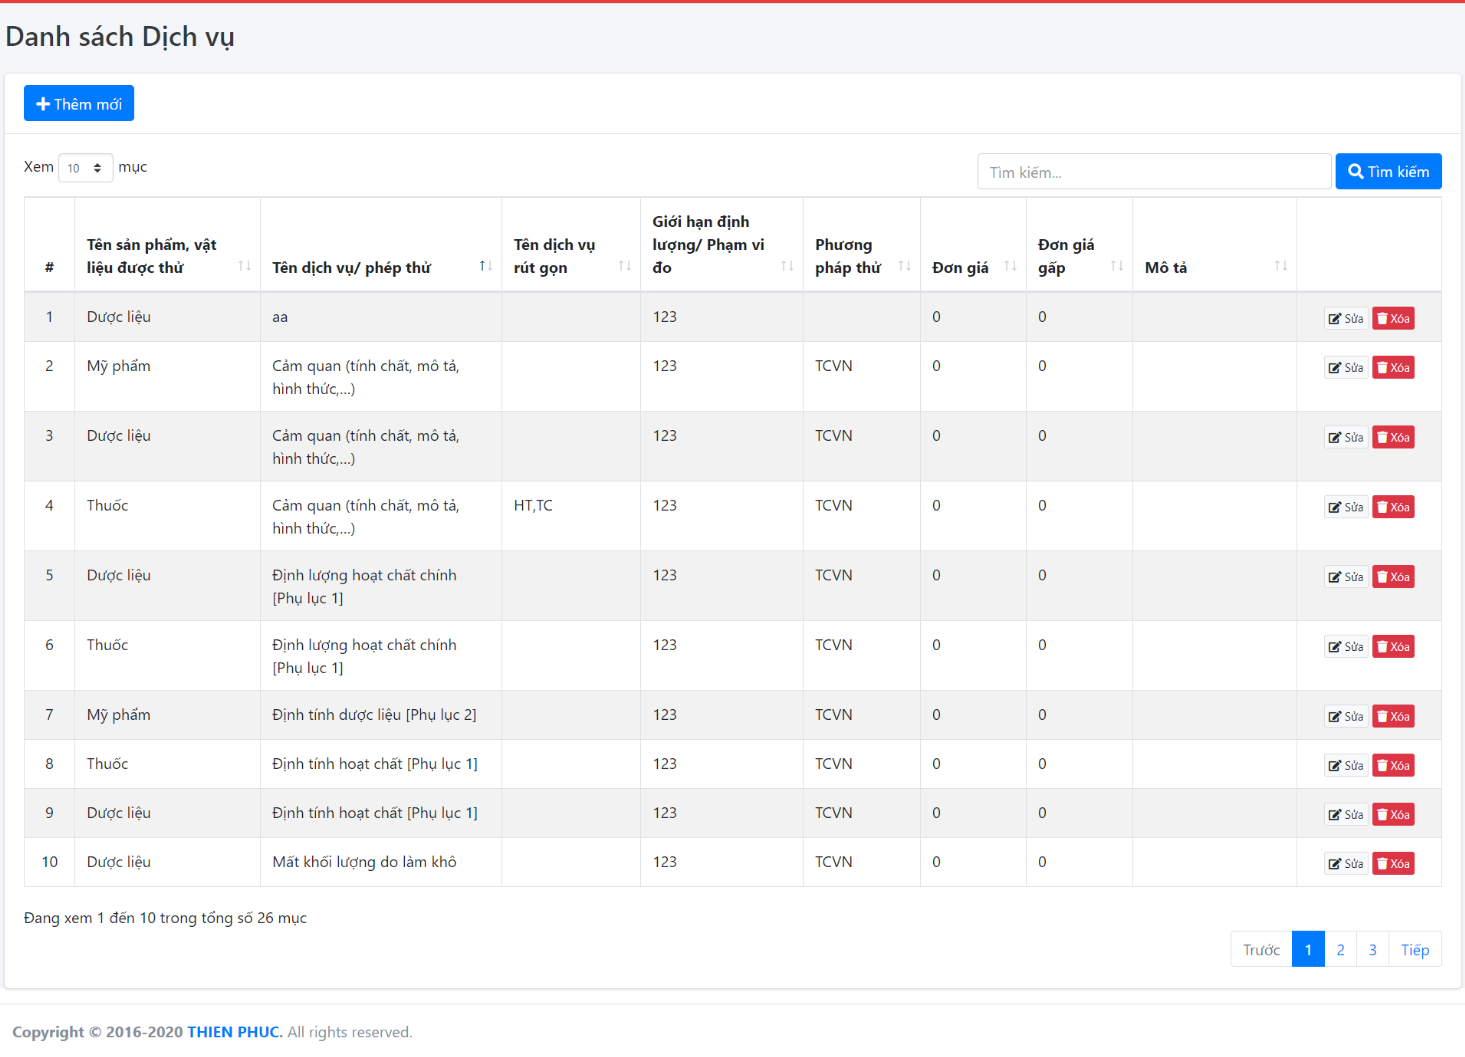 Danh sách Dịch vụ
Thêm mới
Xem 10 mục
Tìm kiếm...
Tìm kiếm
#
Tên sản phẩm, vật
liệu được thử
Tên dịch vụ/ phép thử
Tên dịch vụ
rút gọn
Giới hạn định
lượng/ Phạm vi
đo
Phương
pháp thử
Đơn giá
Đơn giá
gấp
Mô tả
1 Dược liệu aa 123 0 0 Sửa Xóa
2 Mỹ phẩm Cảm quan (tính chất, mô tả, 123 TCVN 0 0 Sửa Xóa
hình thức,...)
3 Dược liệu Cảm quan (tính chất, mô tả, 123 TCVN 0 0 Sửa Xóa
hình thức,...)
4 Thuốc Cảm quan (tính chất, mô tả, HT,TC 123 TCVN 0 0 Sửa Xóa
hình thức,...)
5 Dược liệu Định lượng hoạt chất chính 123 TCVN 0 0 Sửa Xóa
[Phụ lục 1]
6 Thuốc Định lượng hoạt chất chính 123 TCVN 0 0 Sửa Xóa
[Phụ lục 1]
7 Mỹ phẩm Định tính dược liệu [Phụ lục 2] 123 TCVN 0 0 Sửa Xóa
8 Thuốc Định tính hoạt chất [Phụ lục 1] 123 TCVN 0 0 Sửa Xóa
9 Dược liệu Định tính hoạt chất [Phụ lục 1] 123 TCVN 0 0 Sửa Xóa
10 Dược liệu Mất khối lượng do làm khô 123 TCVN 0 0 Sửa Xóa
Đang xem 1 đến 10 trong tổng số 26 mục
Trước 1 2 3 Tiếp
Copyright © 2016-2020 THIEN PHUC. All rights reserved.